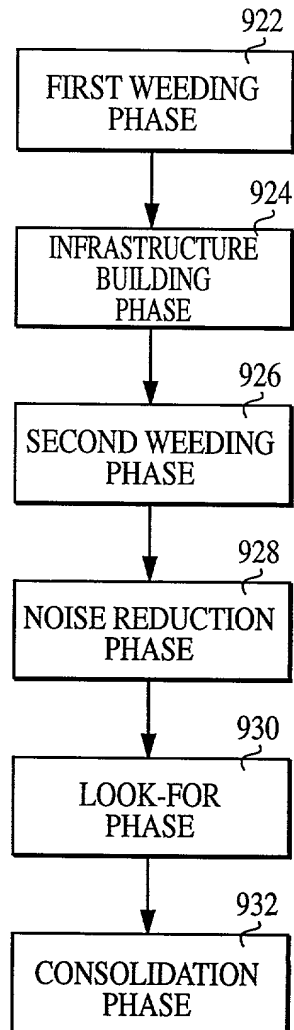 922
FIRST WEEDING
PHASE
924
INFRASTRUCTURE
BUILDING
PHASE
926
SECOND WEEDING
PHASE
928
NOISE REDUCTION
PHASE
930
LOOK-FOR
PHASE
932
CONSOLIDATION
PHASE